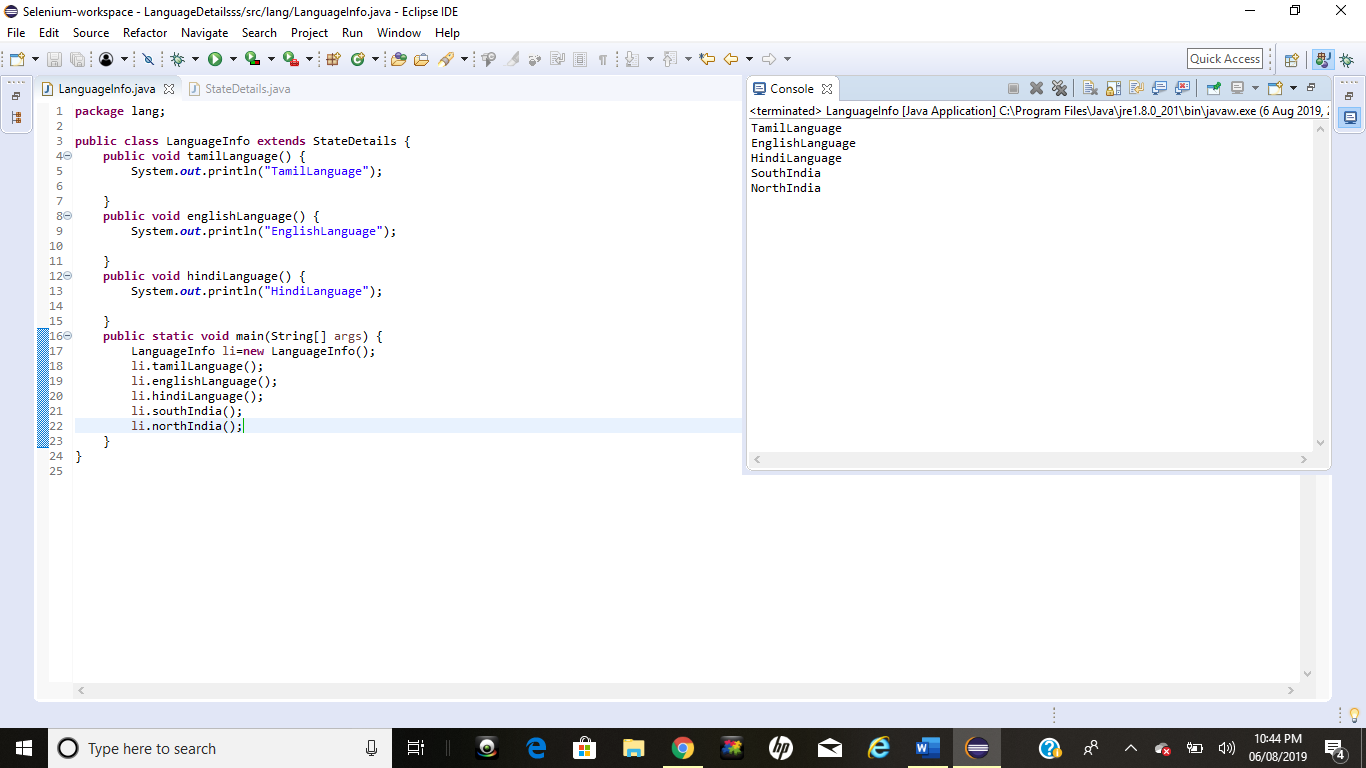 Selenium-workspace - LanguageDetailsss/src/lang/LanguageInfo.java - Eclipse IDE
File Edit Source Refactor Navigate Search Project Run Window Help
Quick Access
LanguageInfo.java StateDetails.java
1 package lang;
2
3 public class LanguageInfo extends StateDetails {
4 public void tamilLanguage() {
5 System.out.println("TamilLanguage");
6
7 }
8 public void englishLanguage() {
9 System.out.println("EnglishLanguage");
10
11 }
12 public void hindiLanguage() {
13 System.out.println("HindiLanguage");
14
15 }
16 public static void main(String[] args) {
17 LanguageInfo li=new LanguageInfo();
18 li.tamilLanguage();
19 li.englishLanguage();
20 li.hindiLanguage();
21 li.southIndia();
22 li.northIndia();
23 }
24 }
25
Console
<terminated> LanguageInfo [Java Application] C:\Program Files\Java\jre1.8.0_201\bin\javaw.exe (6 Aug 2019,
TamilLanguage
EnglishLanguage
HindiLanguage
SouthIndia
NorthIndia
Type here to search
10:44 PM
06/08/2019
4